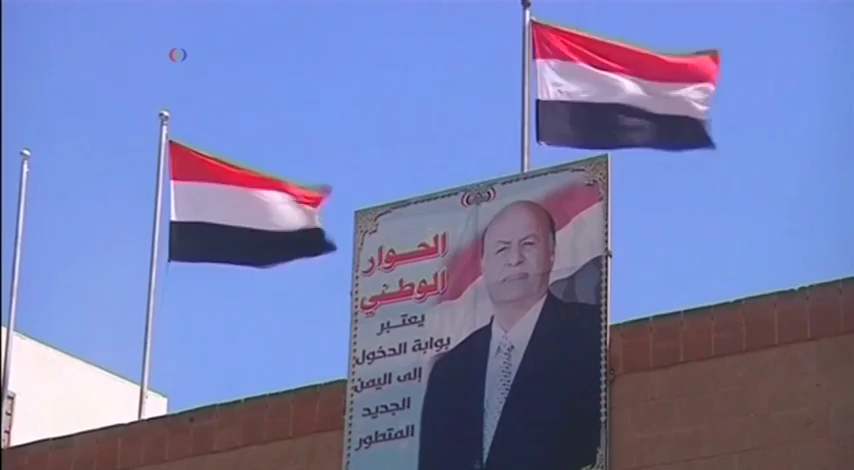 الحوار
الوطني
يعتبر
بوابة الدخول
إلى اليمن
الجديد
المتطور